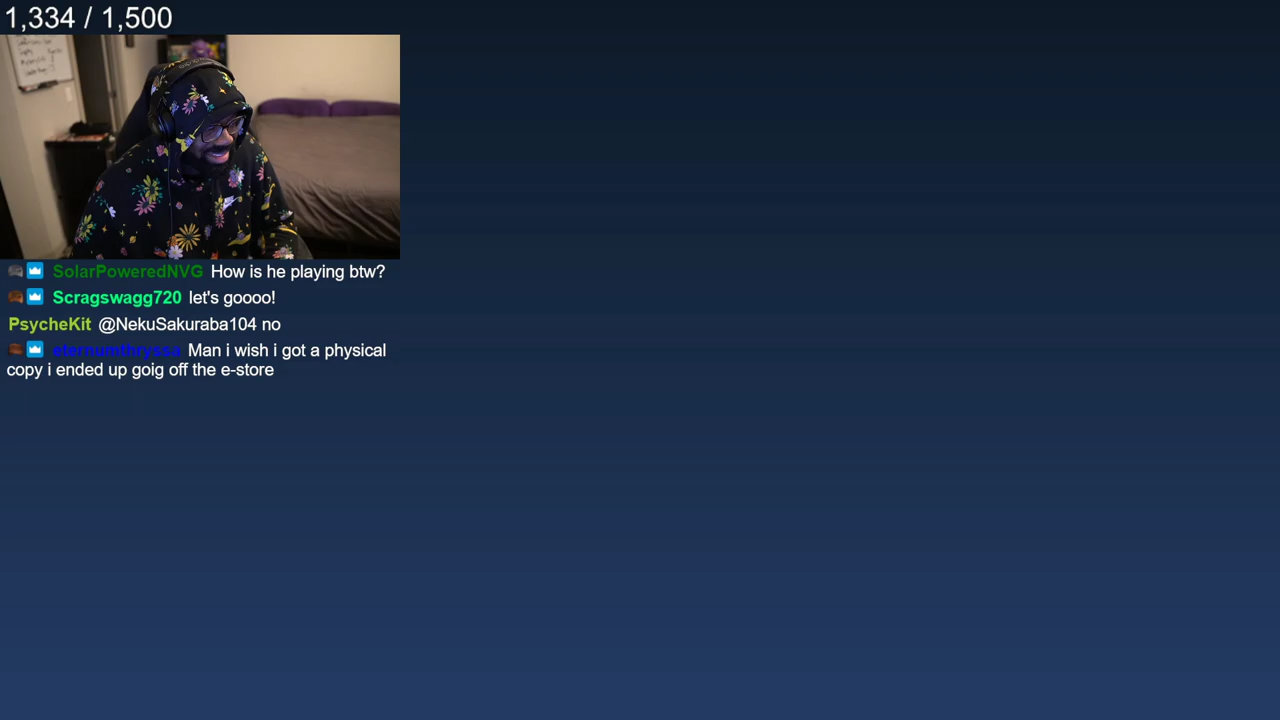 1,334 / 1,500
SolarPoweredNVG How is he playing btw?
Scragswagg720 let's goooo!
PsycheKit @NekuSakuraba104 no
eternumthryssa Man i wish i got a physical
copy i ended up goig off the e-store